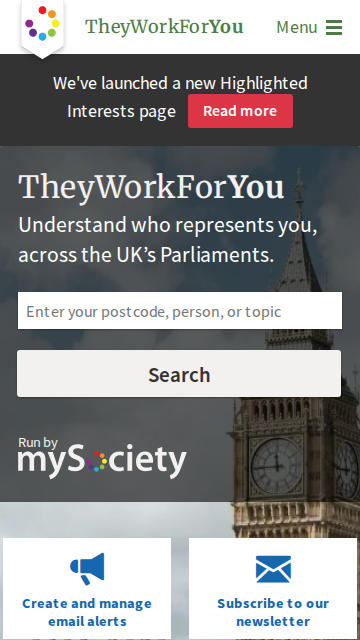 TheyWorkForYou
Menu
We've launched a new Highlighted
Interests page
Read more
TheyWorkForYou
Understand who represents you,
across the UK’s Parliaments.
Enter your postcode, person, or topic
Search
Run by
mySociety
Create and manage
email alerts
Subscribe to our
newsletter